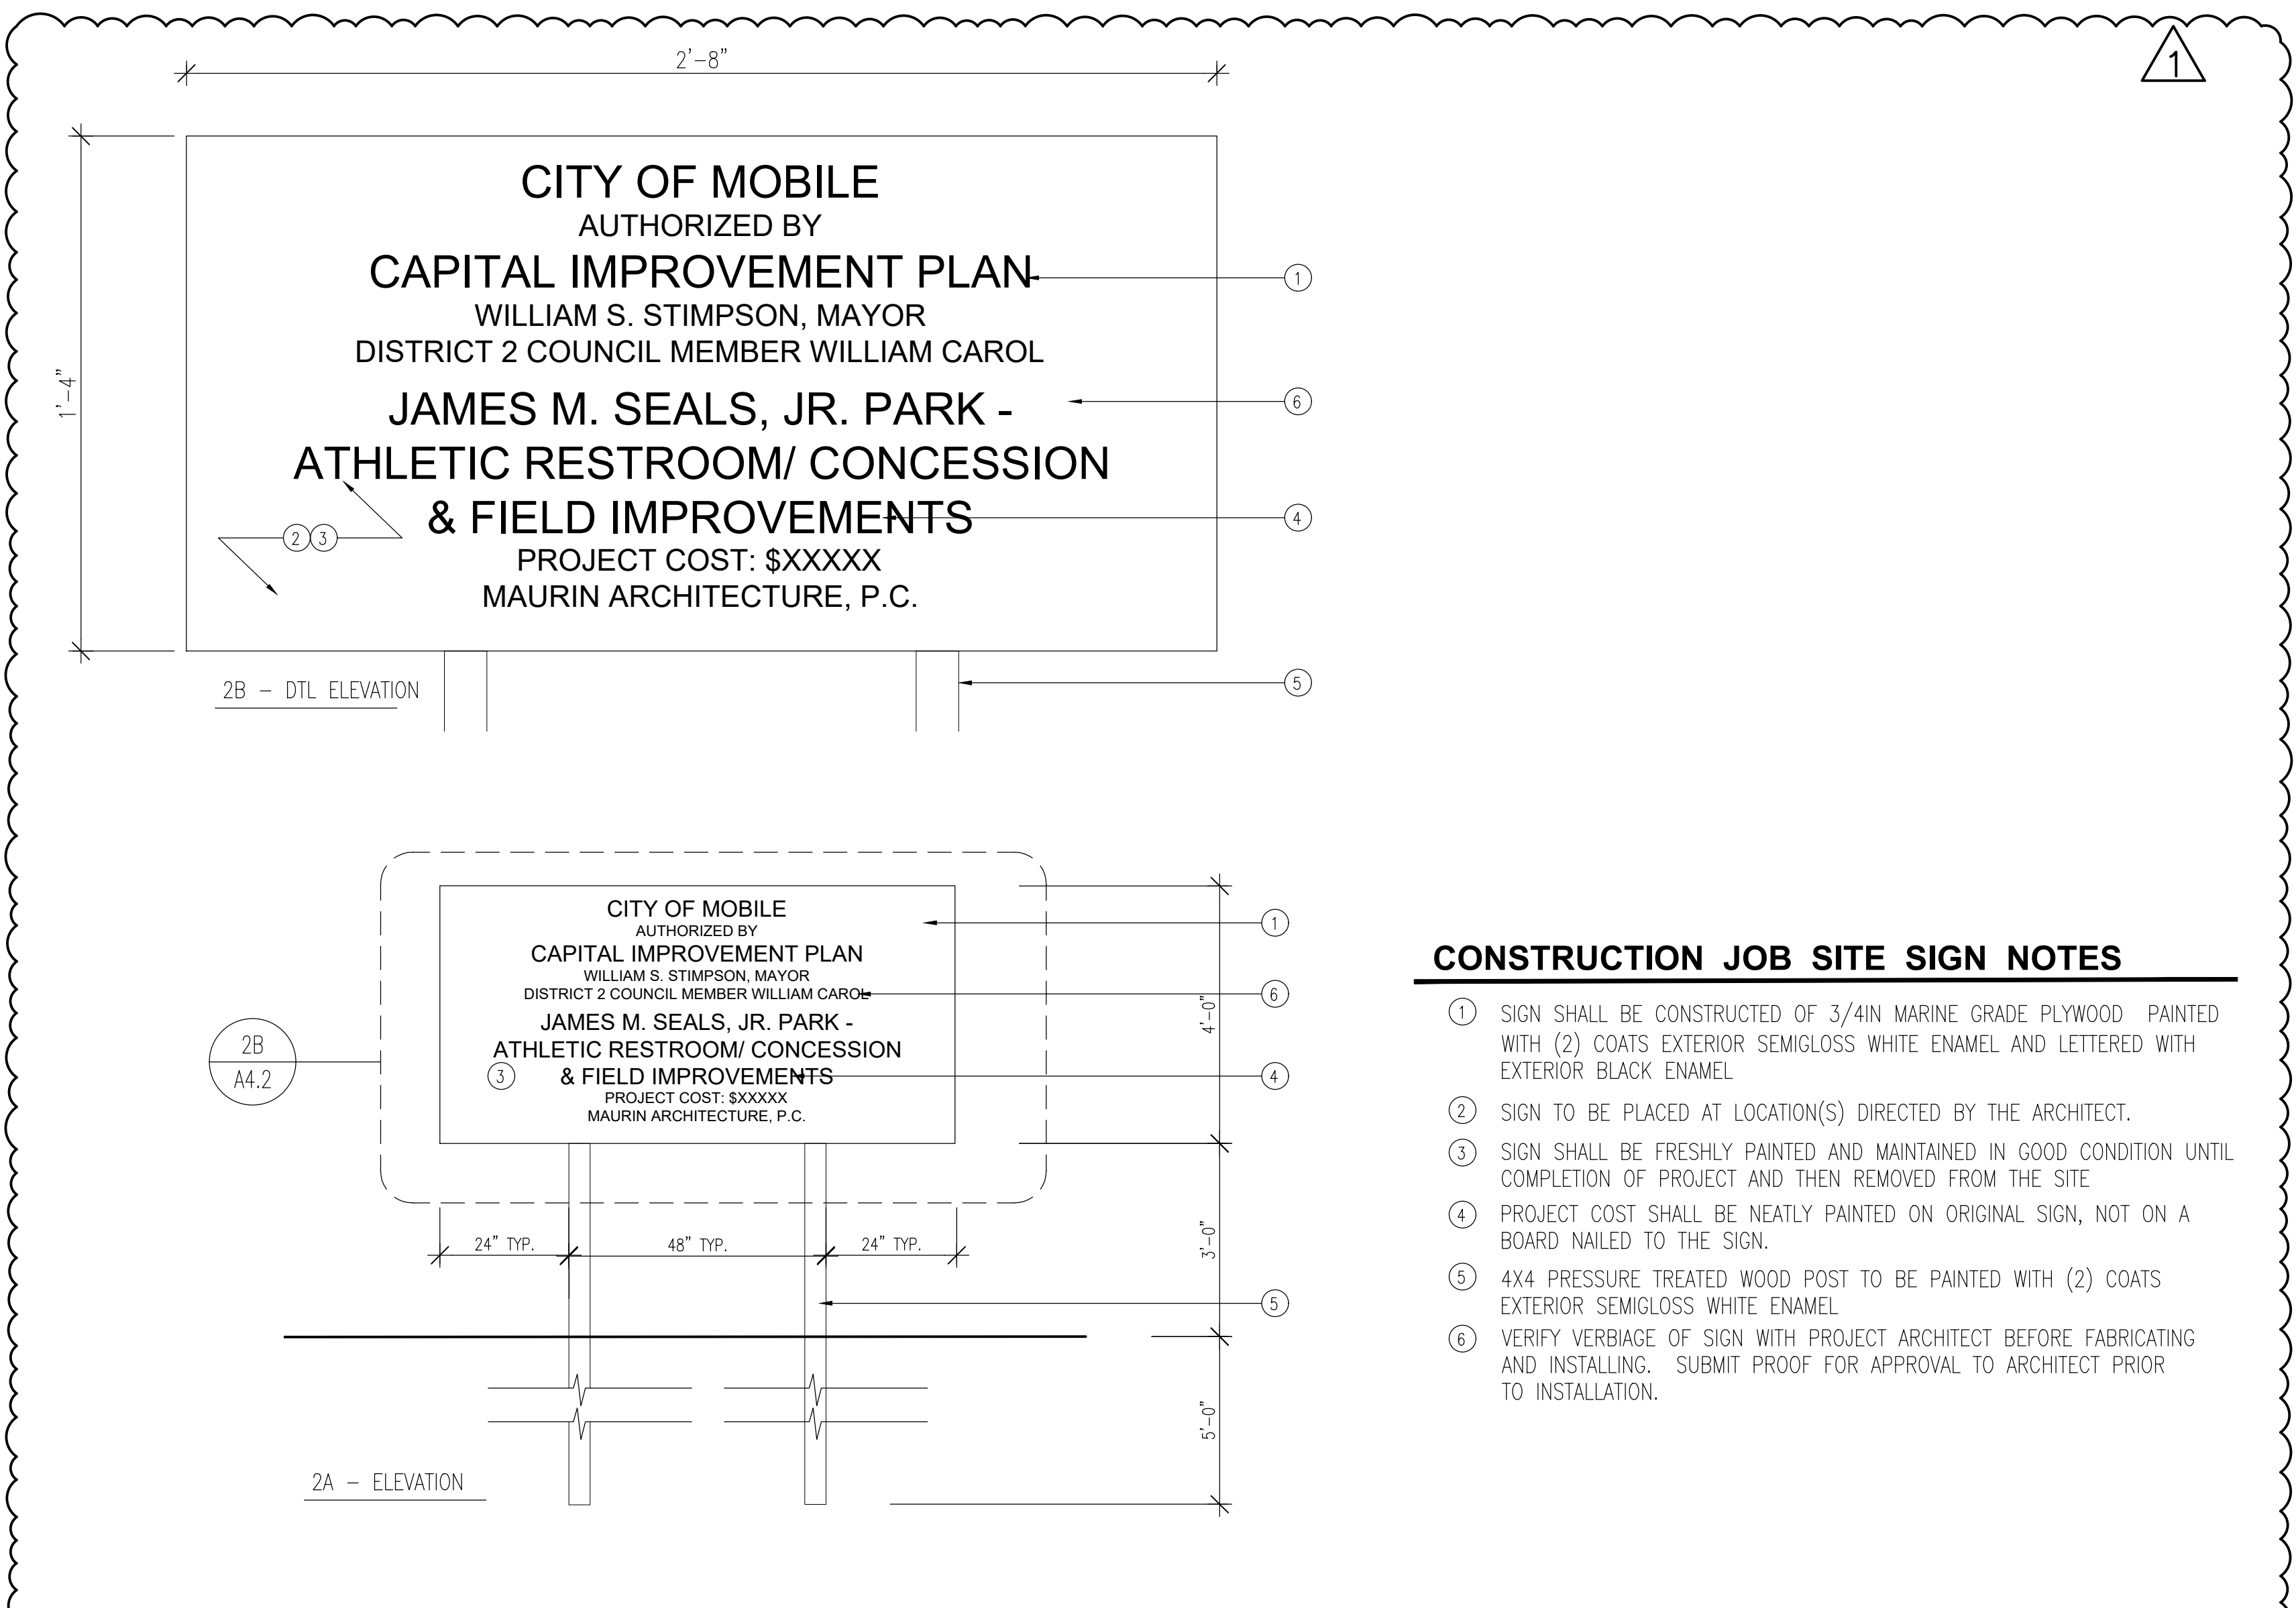 2'-8"
1
CITY OF MOBILE
AUTHORIZED BY
CAPITAL IMPROVEMENT PLAN
1
WILLIAM S. STIMPSON, MAYOR
DISTRICT 2 COUNCIL MEMBER WILLIAM CAROL
1'-4"
JAMES M. SEALS, JR. PARK -
6
ATHLETIC RESTROOM/ CONCESSION
& FIELD IMPROVEMENTS
4
2 3
PROJECT COST: $XXXXX
MAURIN ARCHITECTURE, P.C.
2B - DTL ELEVATION
5
CITY OF MOBILE
AUTHORIZED BY
1
CAPITAL IMPROVEMENT PLAN
WILLIAM S. STIMPSON, MAYOR
DISTRICT 2 COUNCIL MEMBER WILLIAM CAROL
6
4'-0"
JAMES M. SEALS, JR. PARK -
ATHLETIC RESTROOM/ CONCESSION
& FIELD IMPROVEMENTS
3
4
PROJECT COST: $XXXXX
MAURIN ARCHITECTURE, P.C.
2B
A4.2
24" TYP.
48" TYP.
24" TYP.
3'-0"
5
5'-0"
2A - ELEVATION
CONSTRUCTION JOB SITE SIGN NOTES
1 SIGN SHALL BE CONSTRUCTED OF 3/4IN MARINE GRADE PLYWOOD PAINTED
WITH (2) COATS EXTERIOR SEMIGLOSS WHITE ENAMEL AND LETTERED WITH
EXTERIOR BLACK ENAMEL
2 SIGN TO BE PLACED AT LOCATION(S) DIRECTED BY THE ARCHITECT.
3 SIGN SHALL BE FRESHLY PAINTED AND MAINTAINED IN GOOD CONDITION UNTIL
COMPLETION OF PROJECT AND THEN REMOVED FROM THE SITE
4 PROJECT COST SHALL BE NEATLY PAINTED ON ORIGINAL SIGN, NOT ON A
BOARD NAILED TO THE SIGN.
5 4X4 PRESSURE TREATED WOOD POST TO BE PAINTED WITH (2) COATS
EXTERIOR SEMIGLOSS WHITE ENAMEL
6 VERIFY VERBIAGE OF SIGN WITH PROJECT ARCHITECT BEFORE FABRICATING
AND INSTALLING. SUBMIT PROOF FOR APPROVAL TO ARCHITECT PRIOR
TO INSTALLATION.